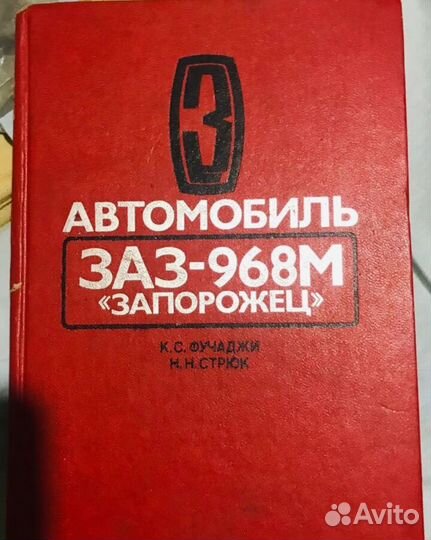 З
АВТОМОБИЛЬ
ЗАЗ-968М
«ЗАПОРОЖЕЦ»
К.С. ФУЧАДЖИ
Н.Н. СТРЮК
Avito